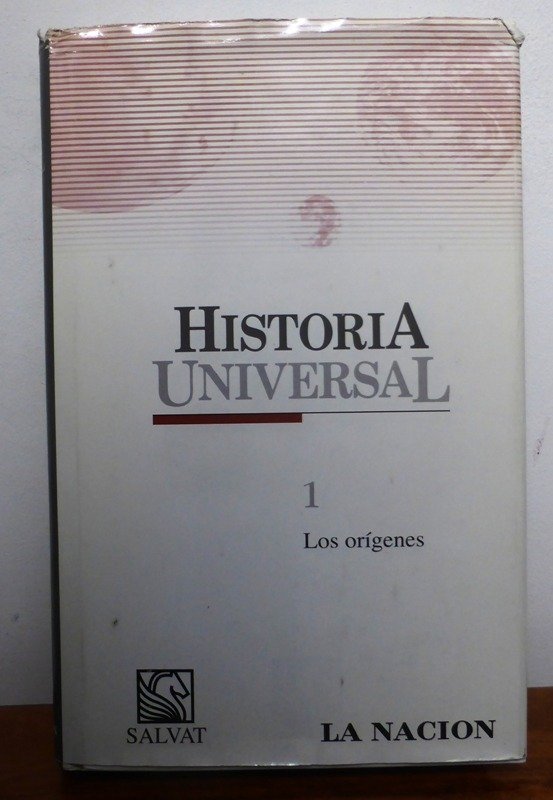 HISTORIA
UNIVERSAL
1
Los orígenes
SALVAT
LA NACION